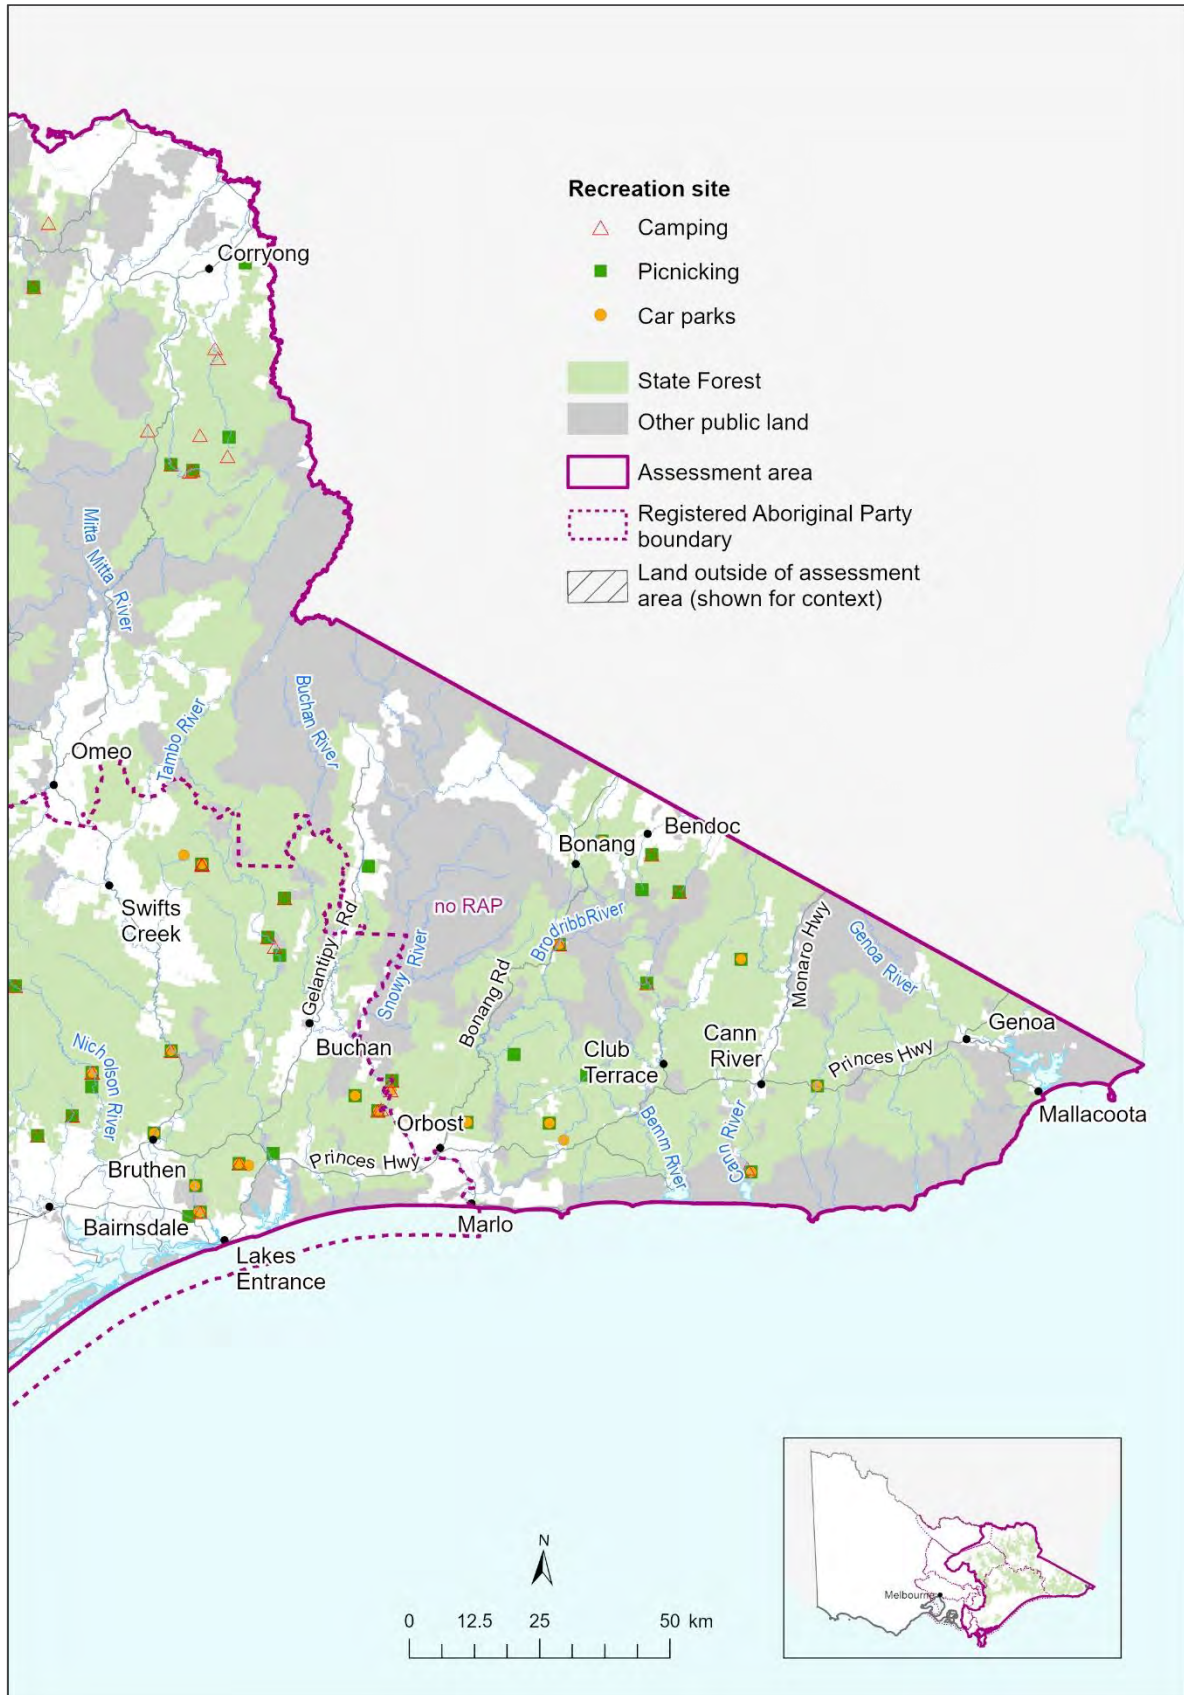 Recreation site
Camping
Picnicking
Car parks
State Forest
Other public land
Assessment area
Registered Aboriginal Party
boundary
Land outside of assessment
area (shown for context)
Corryong
Mitta Mitta River
Buchan River
Tambo River
Omeo
Bendoc
Bonang
Swifts
Creek
no RAP
Brodribb River
Monaro Hwy
Genoa River
Gelantipy Rd
Snowy River
Bonang Rd
Buchan
Genoa
Cann
River
Princes Hwy
Club
Terrace
Nicholson River
Mallacoota
Orbost
Bemm River
Cann River
Bruthen
Princes Hwy
Bairnsdale
Marlo
Lakes
Entrance
N
0 12.5 25 50 km
Melbourne